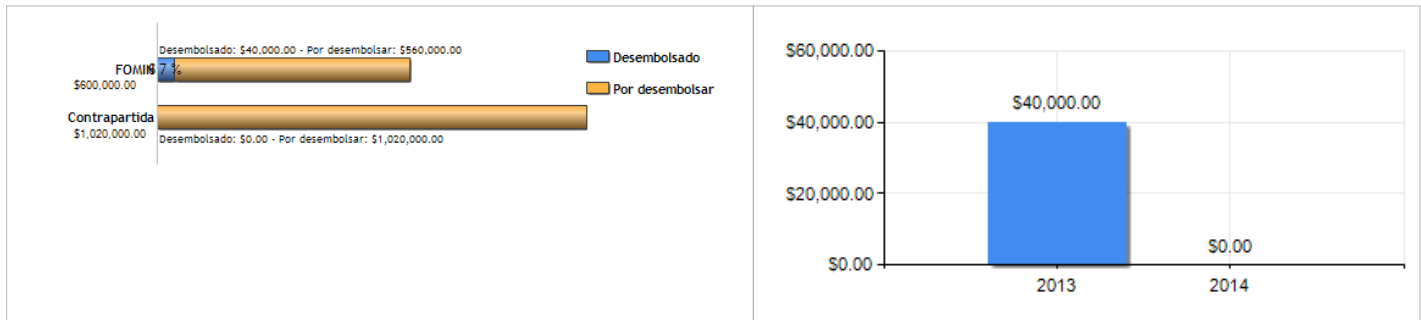 Desembolsado: $40,000.00 - Por desembolsar: $560,000.00
FOMIN 7 %
$600,000.00
Contrapartida
$1,020,000.00
Desembolsado: $0.00 - Por desembolsar: $1,020,000.00
Desembolsado
Por desembolsar
$60,000.00
$40,000.00
$20,000.00
$0.00
$40,000.00
$0.00
2013
2014